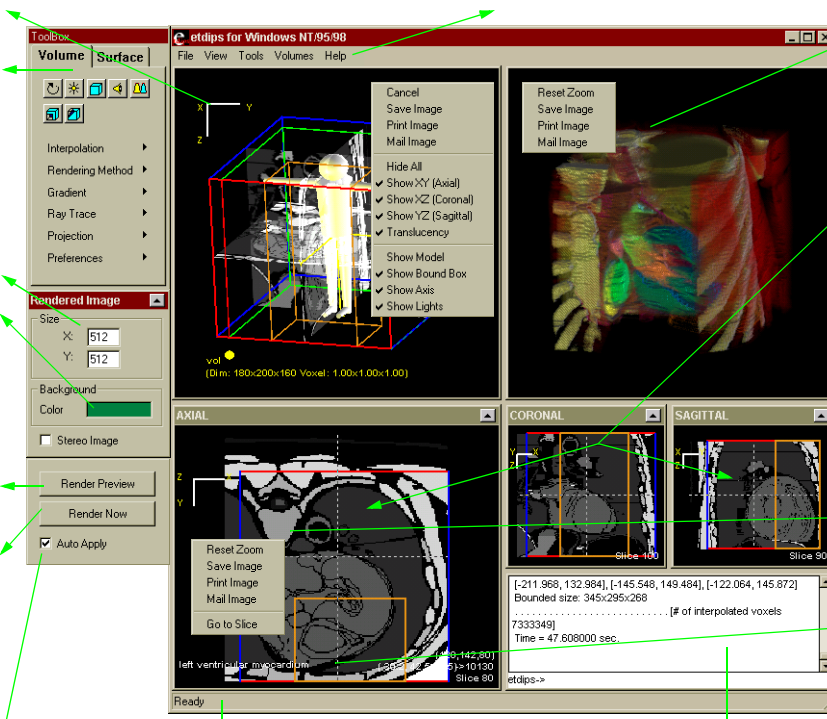 ToolBox
Volume Surface
Interpolation
Rendering Method
Gradient
Ray Trace
Projection
Preferences
Rendered Image
Size
X: 512
Y: 512
Background
Color
Stereo Image
Render Preview
Render Now
Auto Apply
etdips for Windows NT/95/98
File View Tools Volumes Help
X Y
Z
Cancel
Save Image
Print Image
Mail Image
Hide All
Show XY (Axial)
Show XZ (Coronal)
Show YZ (Sagittal)
Translucency
Show Model
Show Bound Box
Show Axis
Show Lights
vol
(Dim: 180x200x160 Voxel: 1.00x1.00x1.00)
Reset Zoom
Save Image
Print Image
Mail Image
AXIAL
Z X
Y
Reset Zoom
Save Image
Print Image
Mail Image
Go to Slice
left ventricular myocardium
Slice 80
CORONAL
Y X
Z
Slice 100
SAGITTAL
X Y
Z
Slice 90
[-211.968, 132.984], [-145.548, 149.484], [-122.064, 145.872]
Bounded size: 345x295x268
. . . . . . . . . . . . . . . . . . . . . . . . . . . . [# of interpolated voxels
7333349]
Time = 47.608000 sec.
etdips->
Ready